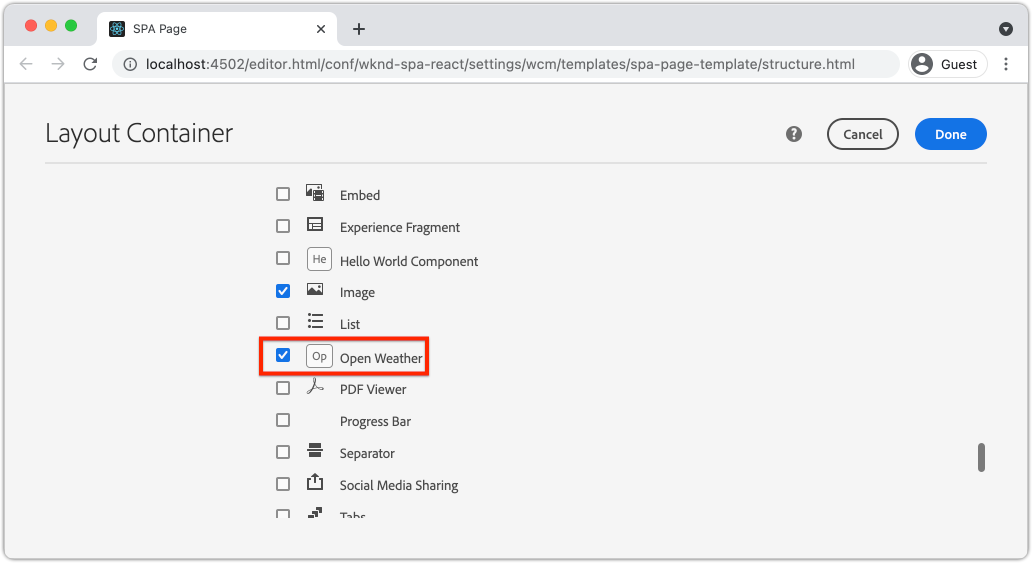 SPA Page
localhost:4502/editor.html/conf/wknd-spa-react/settings/wcm/templates/spa-page-template/structure.html
Guest
Layout Container
?
Cancel
Done
Embed
Experience Fragment
He Hello World Component
Image
List
Op Open Weather
PDF Viewer
Progress Bar
Separator
Social Media Sharing
Tabs